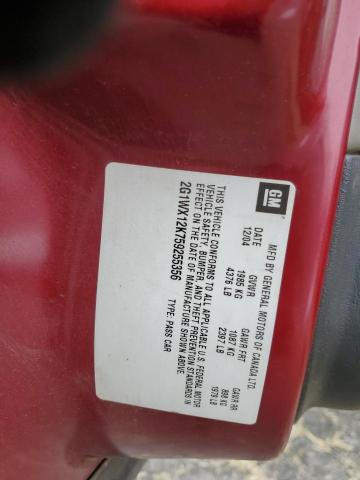 GM
MFD BY GENERAL MOTORS OF CANADA LTD.
DATE GVWR GAWR FRT GAWR RR
12/04 1985 KG 1087 KG 898 KG
4376 LB 2397 LB 1979 LB
THIS VEHICLE CONFORMS TO ALL APPLICABLE U.S. FEDERAL MOTOR
VEHICLE SAFETY, BUMPER, AND THEFT PREVENTION STANDARDS IN
EFFECT ON THE DATE OF MANUFACTURE SHOWN ABOVE.
2G1WX12K759255356 TYPE: PASS CAR